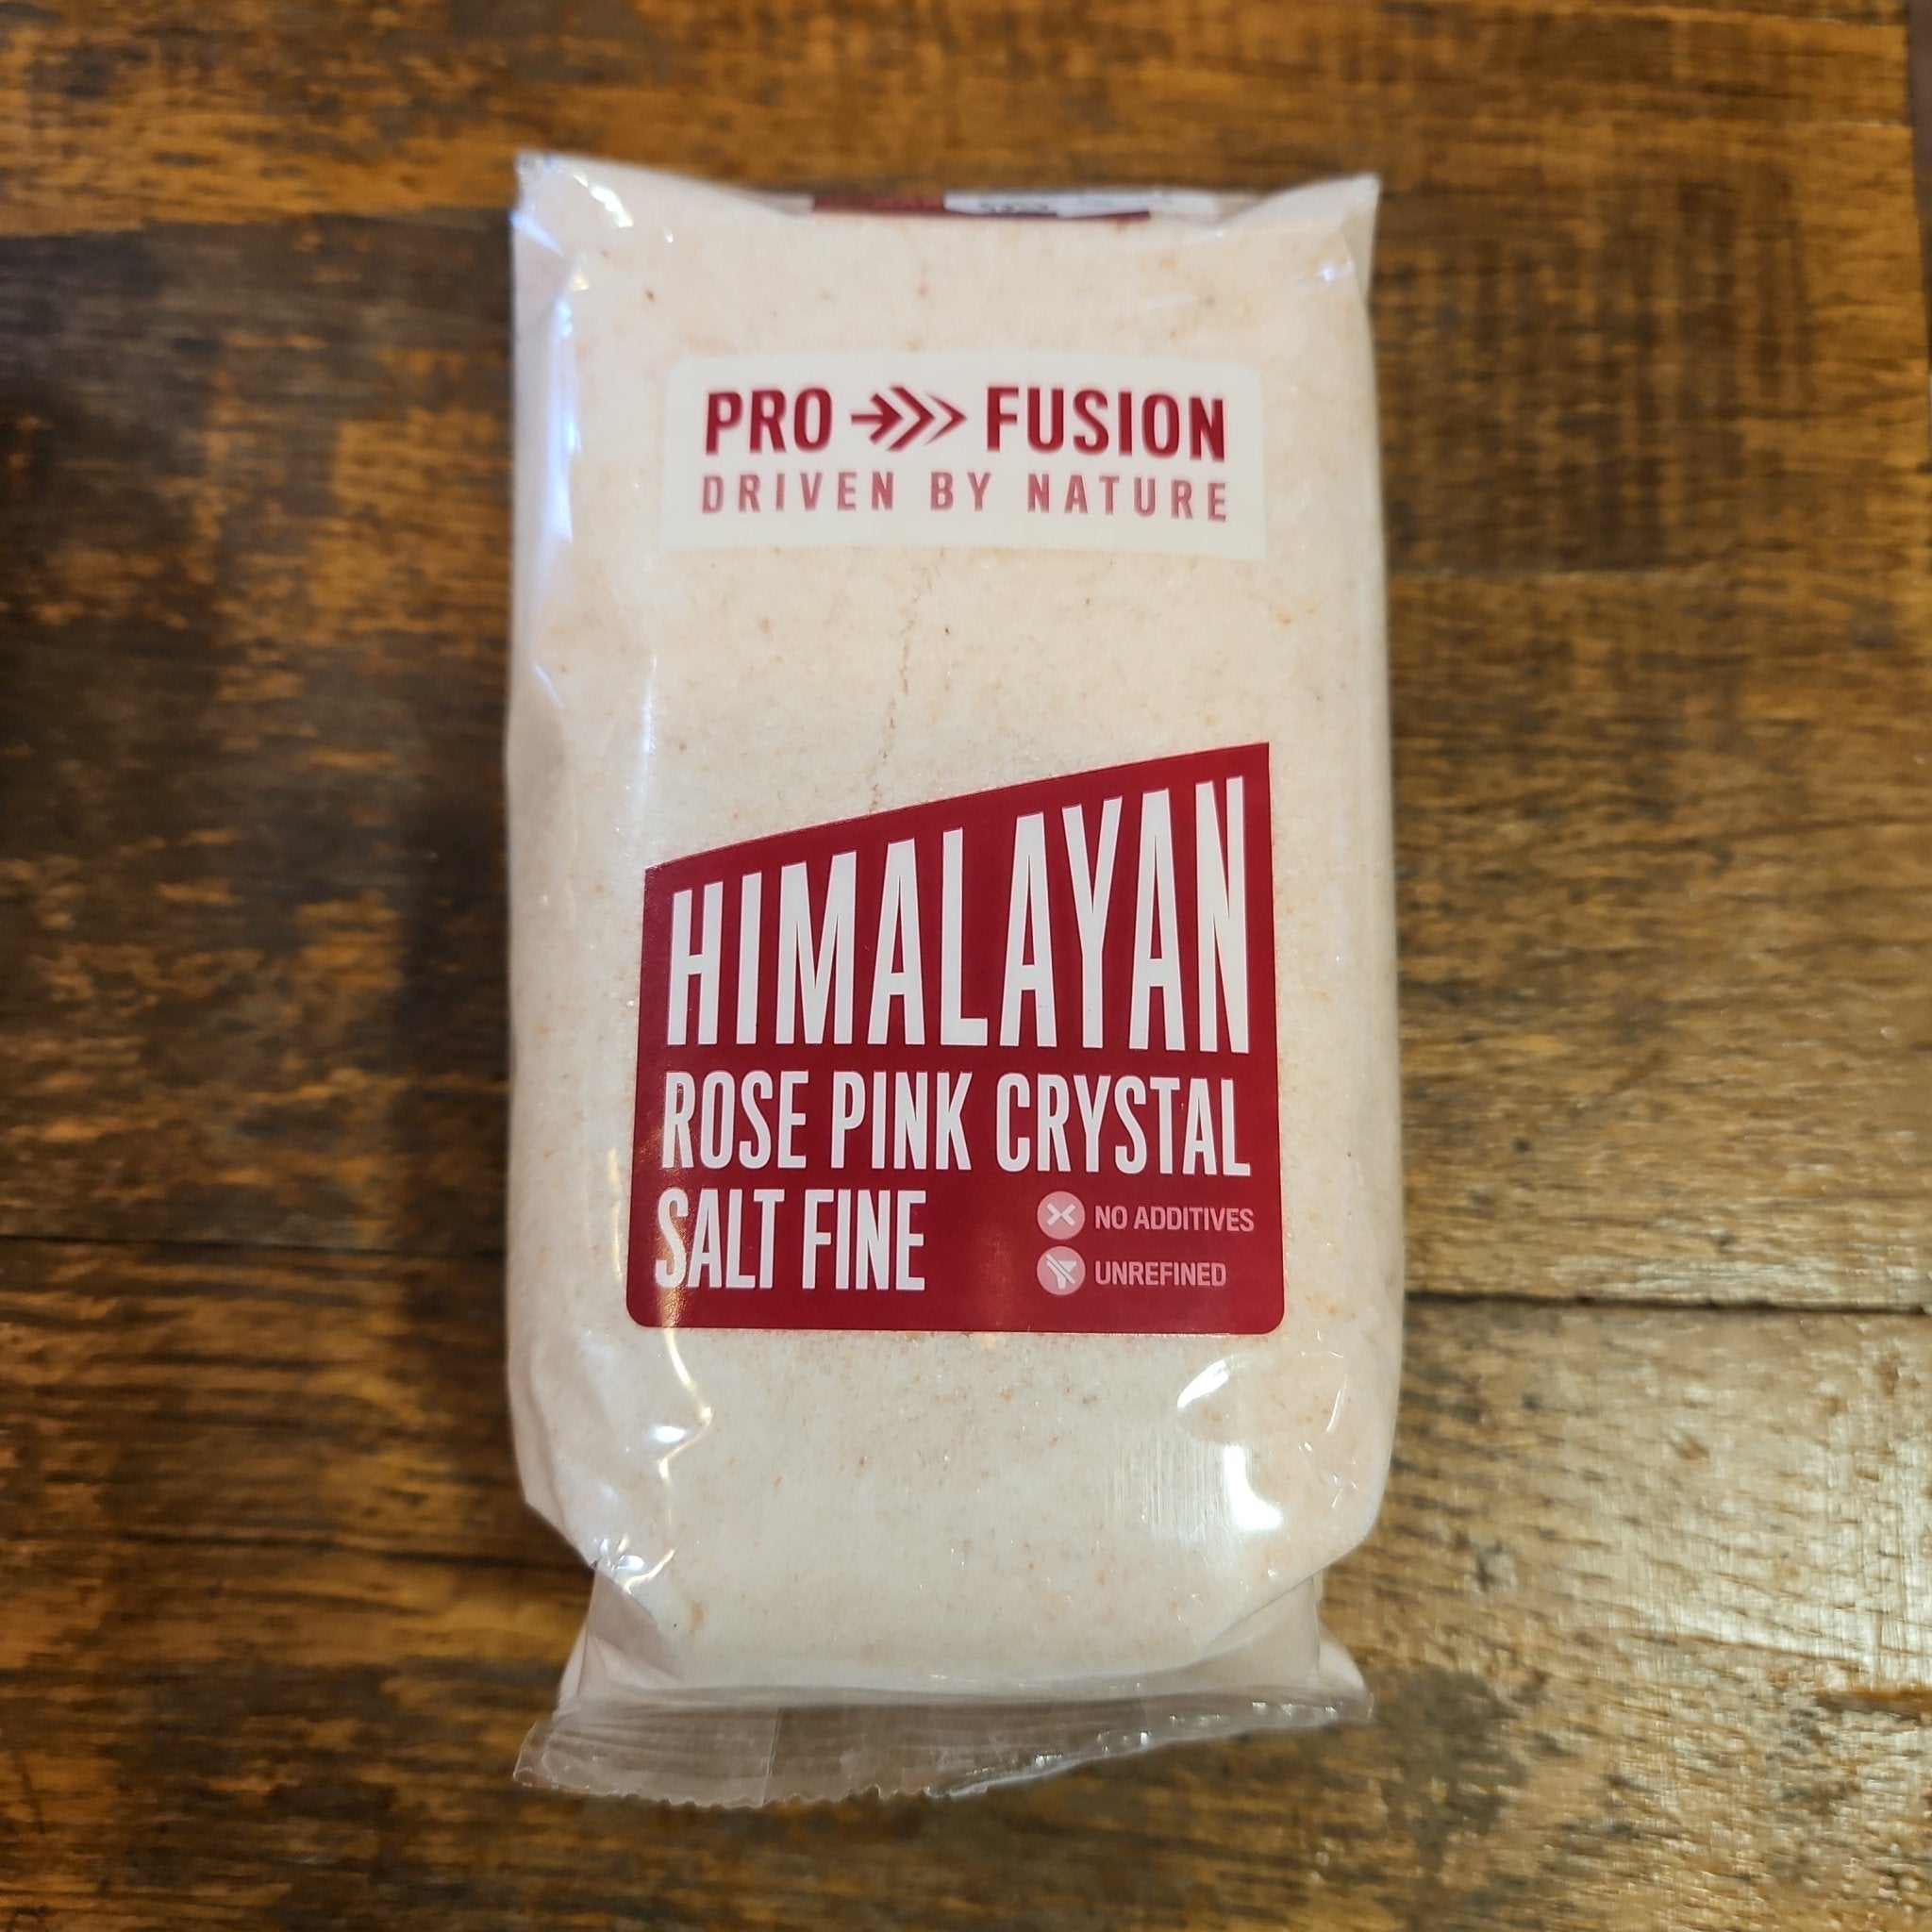 PRO FUSION
DRIVEN BY NATURE
HIMALAYAN
ROSE PINK CRYSTAL
SALT FINE
NO ADDITIVES
UNREFINED